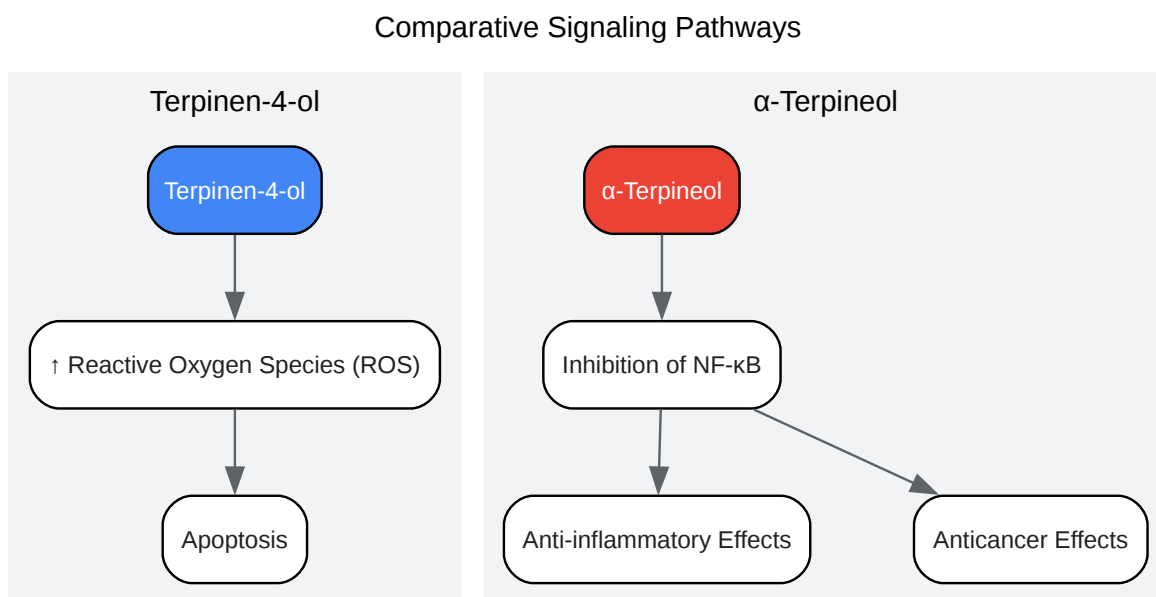 Comparative Signaling Pathways
Terpinen-4-ol
Terpinen-4-ol
↑ Reactive Oxygen Species (ROS)
Apoptosis
α-Terpineol
α-Terpineol
Inhibition of NF-κB
Anti-inflammatory Effects
Anticancer Effects